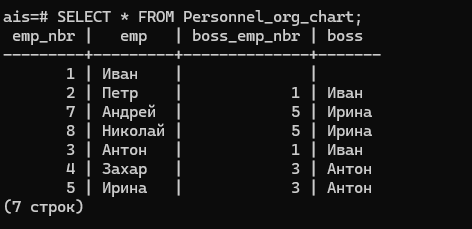 ais=# SELECT * FROM Personnel_org_chart;
 emp_nbr |   emp   | boss_emp_nbr | boss
---------+---------+--------------+-------
       1 | Иван    |              |
       2 | Петр    |            1 | Иван
       7 | Андрей  |            5 | Ирина
       8 | Николай |            5 | Ирина
       3 | Антон   |            1 | Иван
       4 | Захар   |            3 | Антон
       5 | Ирина   |            3 | Антон
(7 строк)